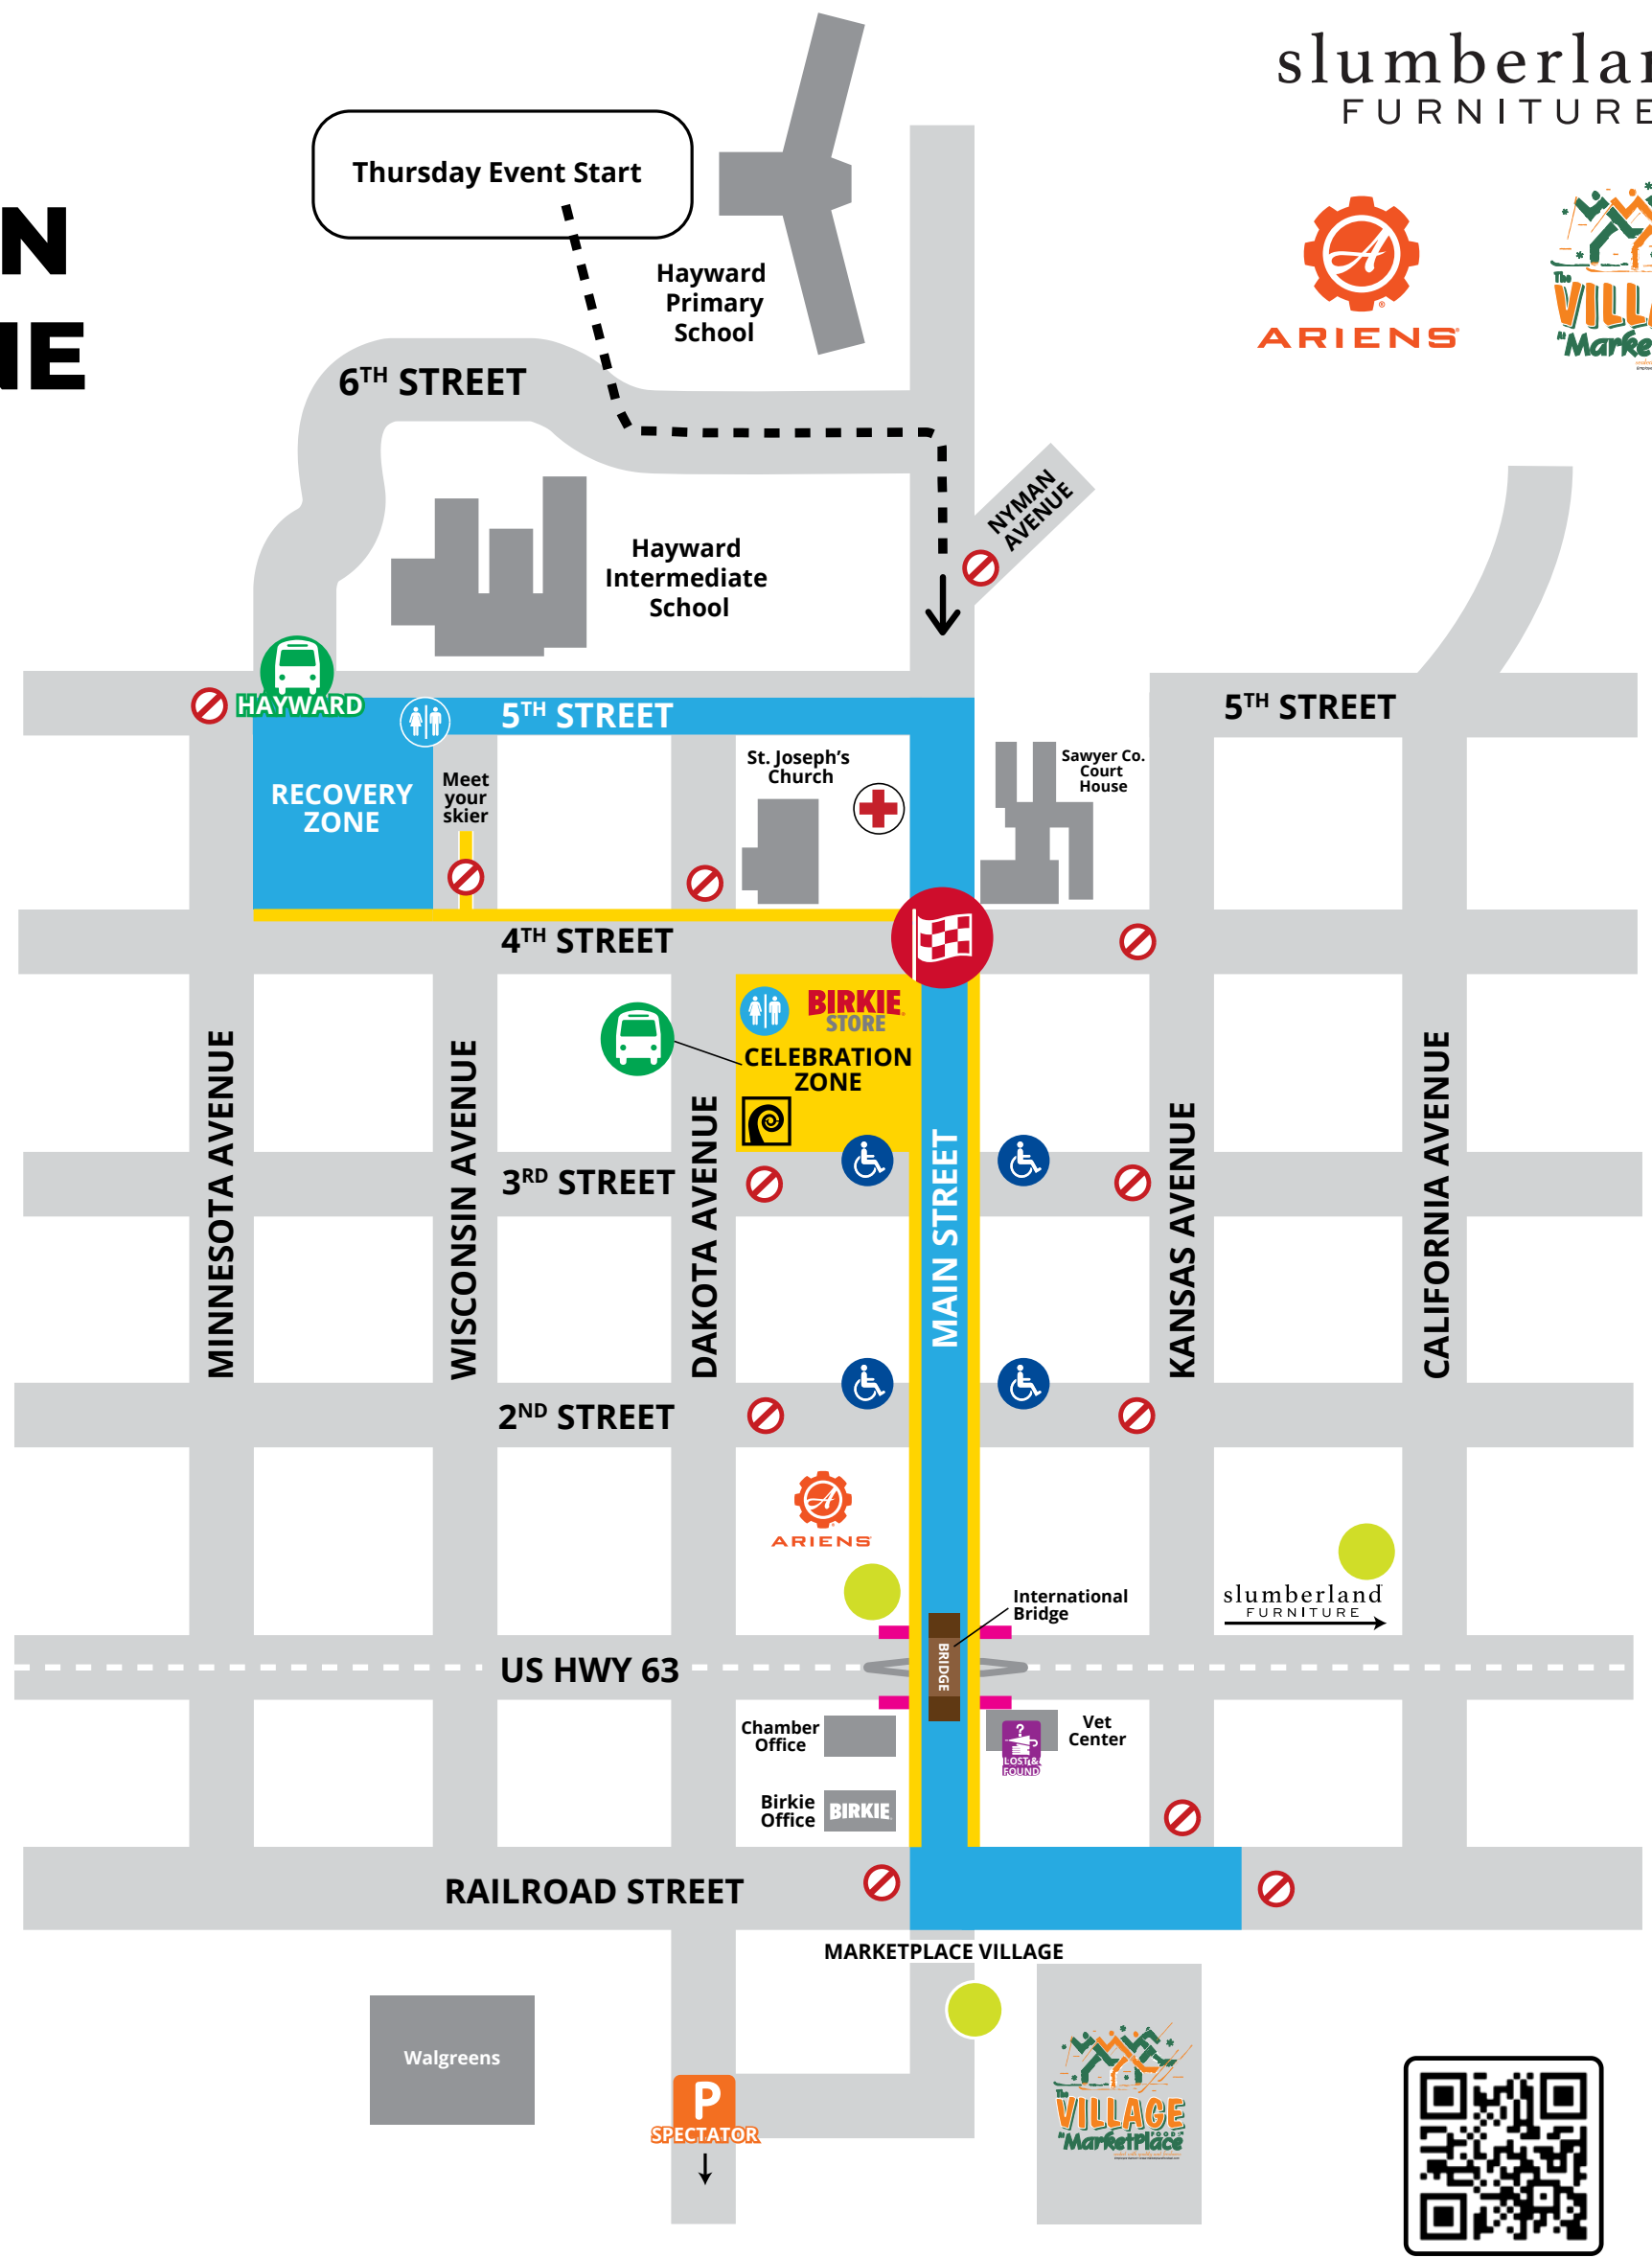 slumberlan
FURNITURE
N
IE
Thursday Event Start
Hayward
Primary
School
ARIENS
The
VILL
"Marke
6TH STREET
NYMAN
AVENUE
Hayward
Intermediate
School
HAYWARD
5TH STREET
5TH STREET
St. Joseph's
Church
Sawyer Co.
Court
House
RECOVERY
ZONE
Meet
your
skier
4TH STREET
BIRKIE
STORE
CELEBRATION
ZONE
MINNESOTA AVENUE
WISCONSIN AVENUE
DAKOTA AVENUE
MAIN STREET
KANSAS AVENUE
CALIFORNIA AVENUE
3RD STREET
2ND STREET
ARIENS
International
Bridge
slumberland
FURNITURE
BRIDGE
US HWY 63
Chamber
Office
Vet
Center
?
LOST&
FOUND
Birkie
Office
BIRKIE
RAILROAD STREET
MARKETPLACE VILLAGE
Walgreens
P
SPECTATOR
The
VILLAGE
"MarketPlace
FOODS"